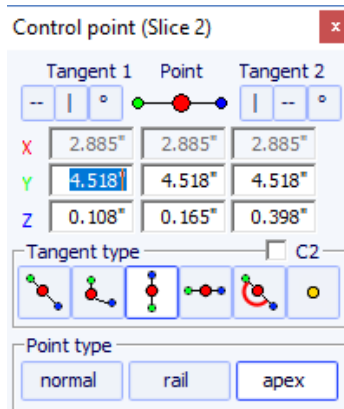 Control point (Slice 2) x
Tangent 1 Point Tangent 2
-- | ° | -- °
X 2.885" 2.885" 2.885"
Y 4.518" 4.518" 4.518"
Z 0.108" 0.165" 0.398"
Tangent type C2
Point type
normal rail apex